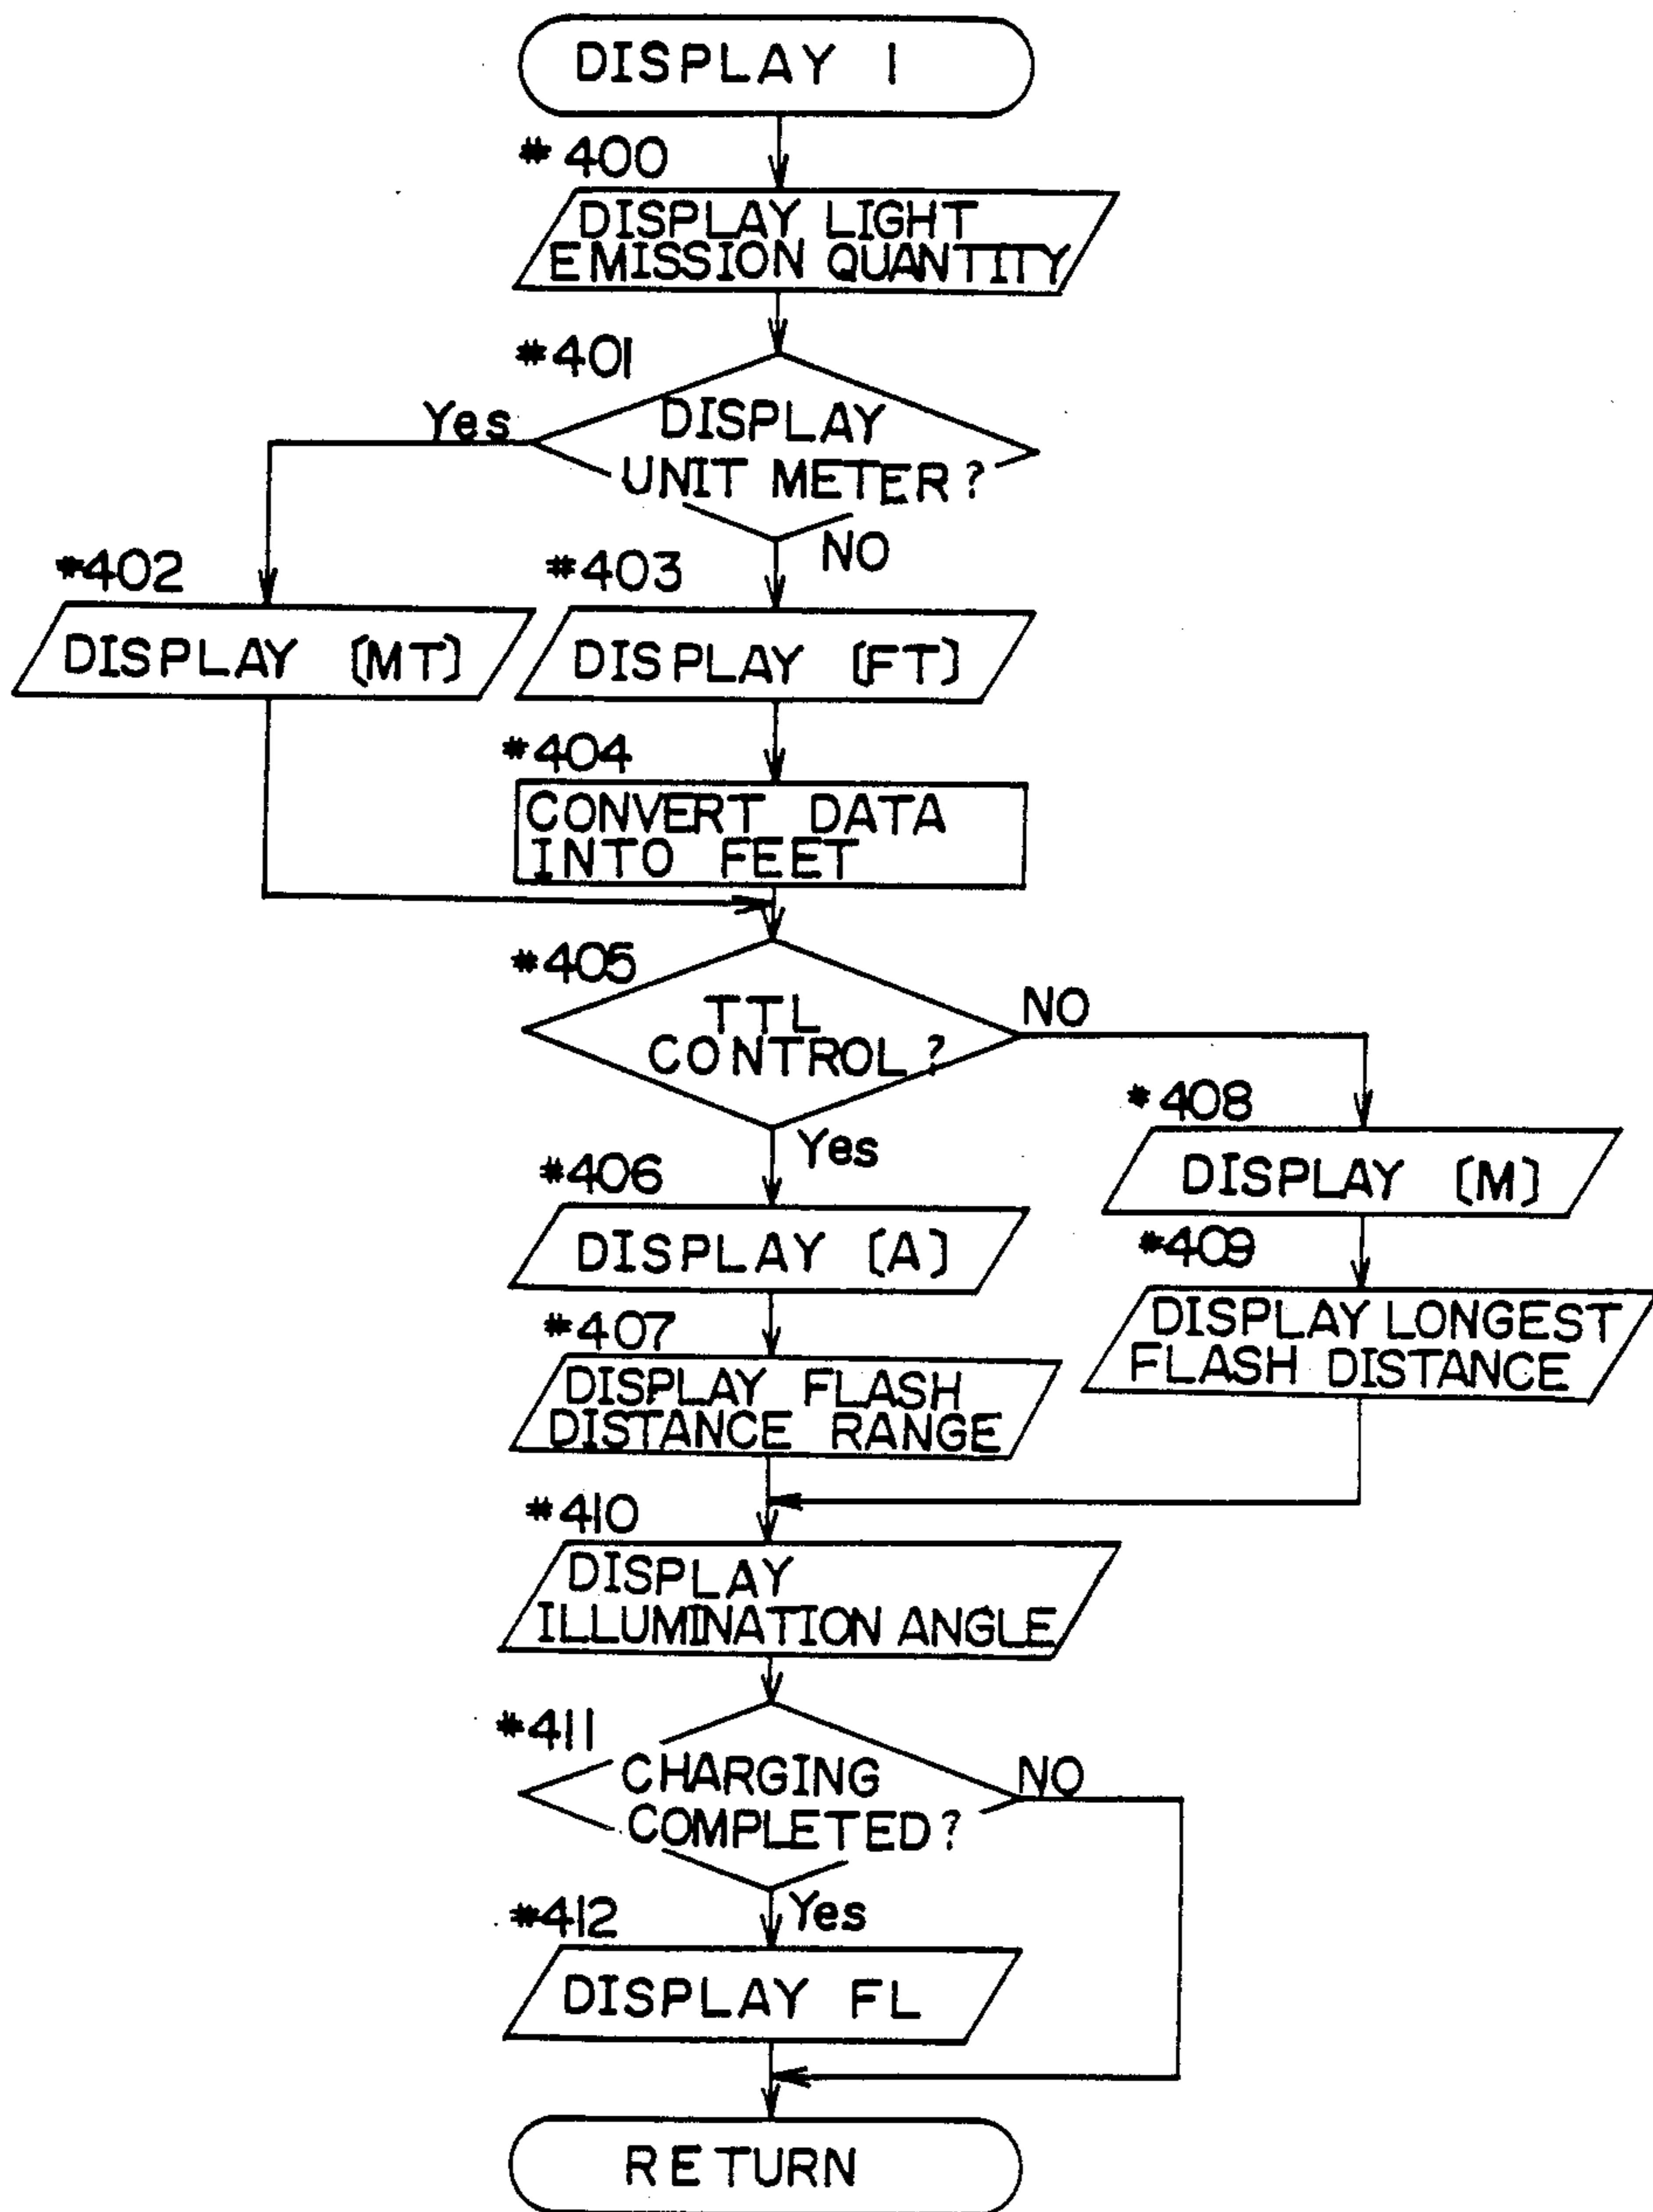 DISPLAY 1
#400
DISPLAY LIGHT
EMISSION QUANTITY
#401
DISPLAY
UNIT METER?
Yes
NO
#402
DISPLAY (MT)
#403
DISPLAY (FT)
#404
CONVERT DATA
INTO FEET
#405
TTL
CONTROL?
NO
Yes
#408
DISPLAY (M)
#406
DISPLAY (A)
#409
DISPLAY LONGEST
FLASH DISTANCE
#407
DISPLAY FLASH
DISTANCE RANGE
#410
DISPLAY
ILLUMINATION ANGLE
#411
CHARGING
COMPLETED?
NO
Yes
#412
DISPLAY FL
RETURN